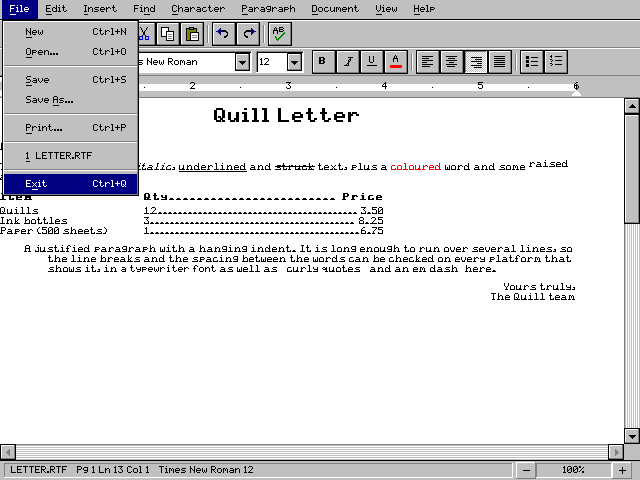 File Edit Insert Find Character Paragraph Document View Help
New Ctrl+N
Open... Ctrl+O
Save Ctrl+S
Save As...
Print... Ctrl+P
1 LETTER.RTF
Exit Ctrl+Q
ABC
s New Roman 12 B I U A
2 3 4 5 6
Quill Letter
italic, underlined and struck text, plus a coloured word and some raised
Item Qty Price
Quills 12 3.50
Ink bottles 3 8.25
Paper (500 sheets) 1 6.75
A justified paragraph with a hanging indent. It is long enough to run over several lines, so
the line breaks and the spacing between the words can be checked on every platform that
shows it, in a typewriter font as well as curly quotes and an em dash here.
Yours truly,
The Quill team
LETTER.RTF Pg 1 Ln 13 Col 1 Times New Roman 12 100%